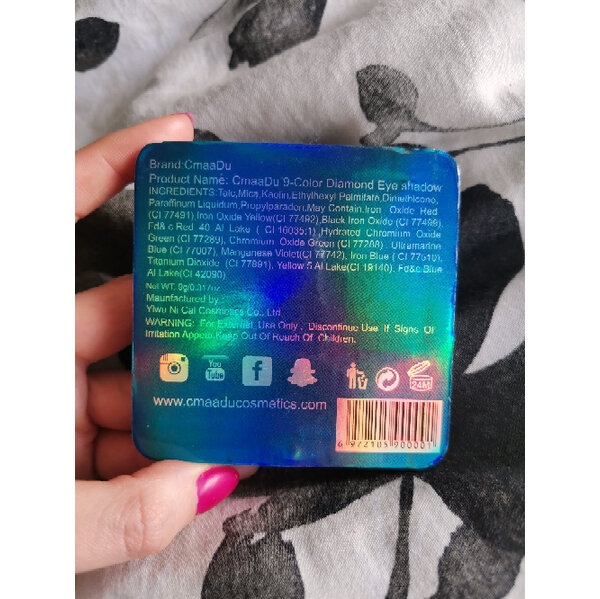 Brand:CmaaDu
Product Name: CmaaDu 9-Color Diamond Eye shadow
INGREDIENTS:Talc,Mica,Kaolin,Ethylhexyl Palmitate,Dimethicone,
Paraffinum Liquidum,Propylparaben,May Contain:Iron Oxide Red
(CI 77491) Iron Oxide Yellow(CI 77492),Black Iron Oxide (CI 77499),
Fd& c Red 40 Al Lake ( CI 16035:1) ,Hydrated Chromium Oxide
Green (CI 77289), Chromium Oxide Green (CI 77288) , Ultramarine
Blue (CI 77007), Manganese Violet(CI 77742), Iron Blue ( CI 77510),
Titanium Dioxide (CI 77891), Yellow 5 Al Lake(CI 19140), Fd&c Blue
Al Lake(CI 42090)
Net WT: 9g/0.317oz
Maunfactured by :
Yiwu Ni Cai Cosmetics Co., Ltd
WARNING: For External Use Only , Discontinue Use If Signs Of
Irritation Appear.Keep Out Of Reach Of Children.
You
Tube
f
24M
www.cmaaducosmetics.com
6 972105 900001